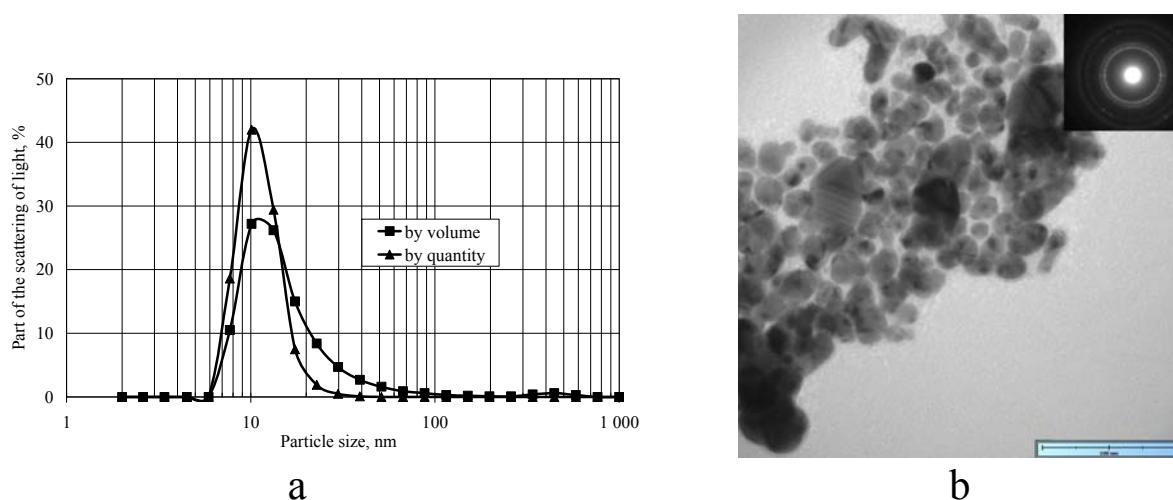 50
40
30
20
10
0
Part of the scattering of light, %
by volume
by quantity
1
10
100
1 000
Particle size, nm
a
b